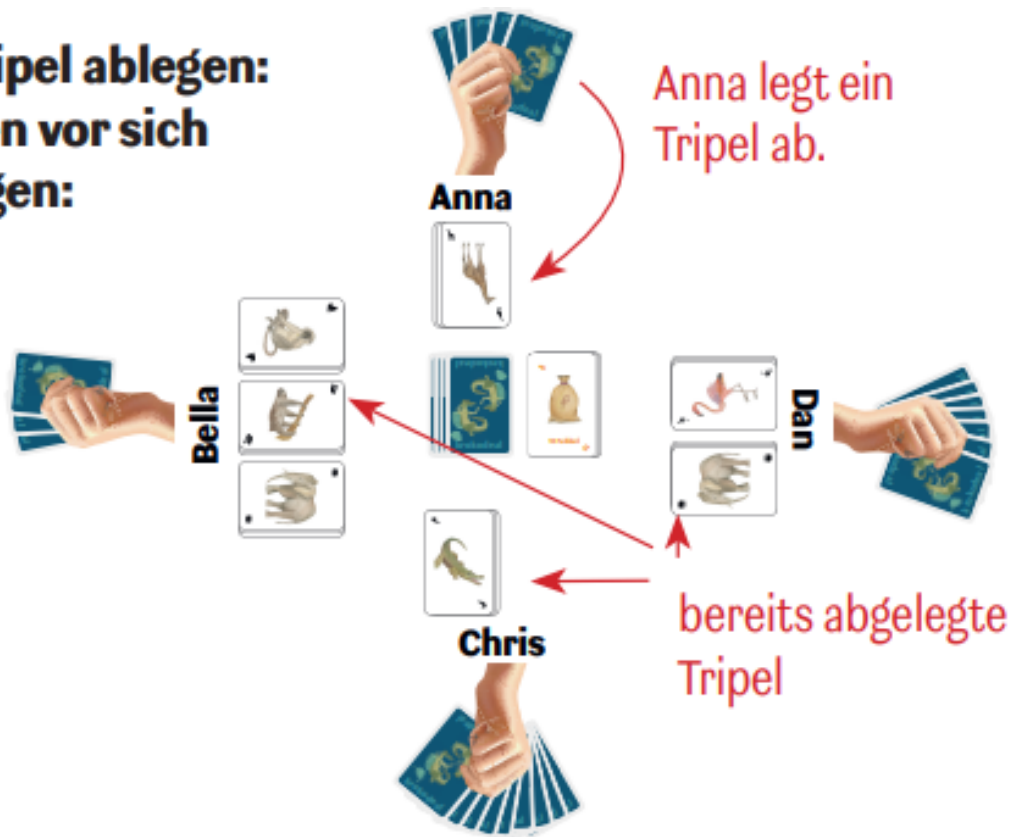 ipel ablegen:
n vor sich
gen:
Anna legt ein
Tripel ab.
Anna
Bella
Dan
Chris
bereits abgelegte
Tripel